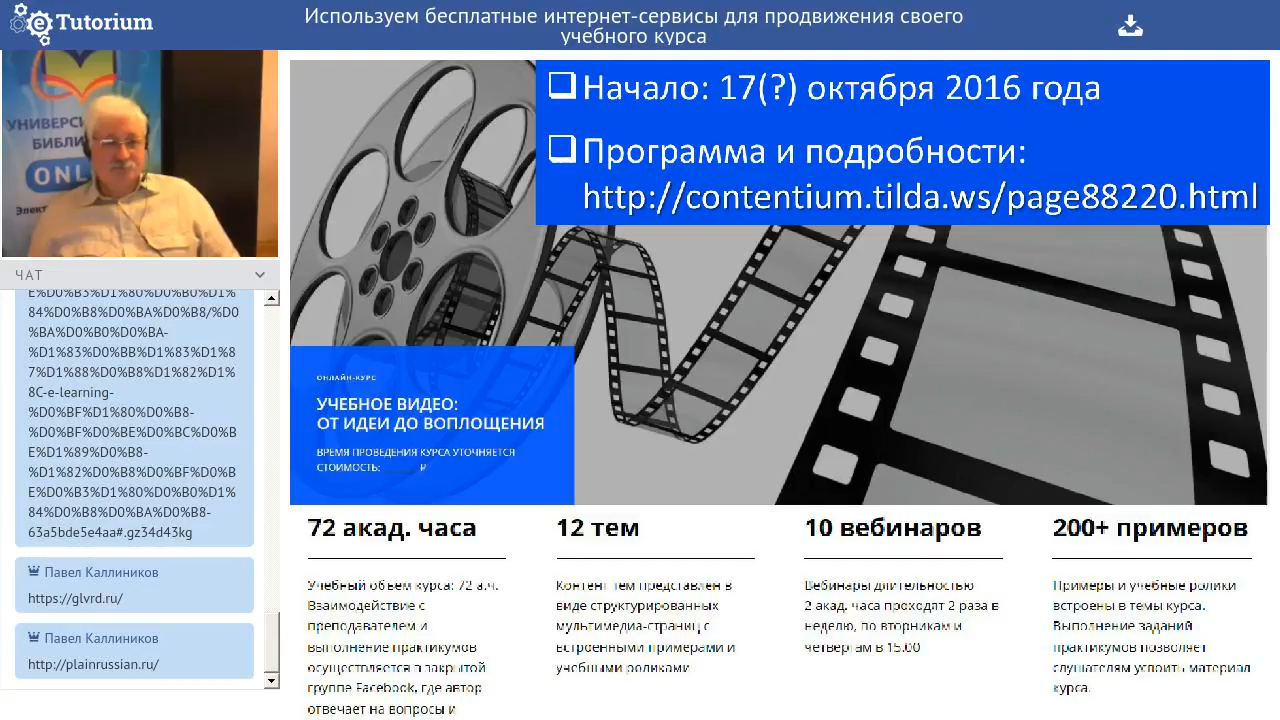 eTutorium
Используем бесплатные интернет-сервисы для продвижения своего
учебного курса
УНИВЕРСИ
БИБЛИ
ONL
Элект
ЧАТ
E%D0%B3%D1%80%D0%B0%D1%
84%D0%B8%D0%BA%D0%B8/%D0
%BA%D0%B0%D0%BA-
%D1%83%D0%BB%D1%83%D1%8
7%D1%88%D0%B8%D1%82%D1%
8C-e-learning-
%D0%BF%D1%80%D0%B8-
%D0%BF%D0%BE%D0%BC%D0%B
E%D1%89%D0%B8-
%D1%82%D0%B8%D0%BF%D0%B
E%D0%B3%D1%80%D0%B0%D1%
84%D0%B8%D0%BA%D0%B8-
63a5bde5e4aa#.gz34d43kg
Павел Каллиников
https://glvrd.ru/
Павел Каллиников
http://plainrussian.ru/
Начало: 17(?) октября 2016 года
Программа и подробности:
http://contentium.tilda.ws/page88220.html
ОНЛАЙН-КУРС
УЧЕБНОЕ ВИДЕО:
ОТ ИДЕИ ДО ВОПЛОЩЕНИЯ
ВРЕМЯ ПРОВЕДЕНИЯ КУРСА УТОЧНЯЕТСЯ
СТОИМОСТЬ: ₽
72 акад. часа
Учебный объем курса: 72 а.ч.
Взаимодействие с
преподавателем и
выполнение практикумов
осуществляется в закрытой
группе Facebook, где автор
отвечает на вопросы и
12 тем
Контент тем представлен в
виде структурированных
мультимедиа-страниц с
встроенными примерами и
учебными роликами
10 вебинаров
Вебинары длительностью
2 акад. часа проходят 2 раза в
неделю, по вторникам и
четвергам в 15.00
200+ примеров
Примеры и учебные ролики
встроены в темы курса.
Выполнение заданий
практикумов позволяет
слушателям усвоить материал
курса.